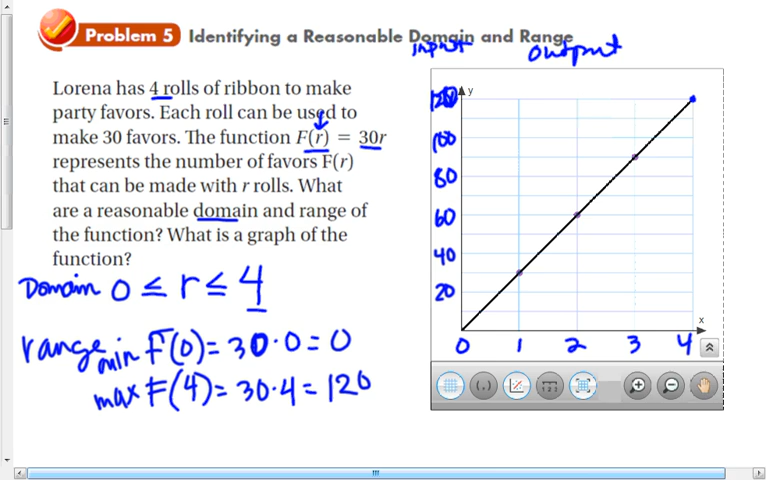 Problem 5 Identifying a Reasonable Domain and Range
input output
Lorena has 4 rolls of ribbon to make
party favors. Each roll can be used to
make 30 favors. The function F(r) = 30r
represents the number of favors F(r)
that can be made with r rolls. What
are a reasonable domain and range of
the function? What is a graph of the
function?
Domain 0 ≤ r ≤ 4
range min F(0) = 30·0 = 0
max F(4) = 30·4 = 120
120 y
100
80
60
40
20
x
0 1 2 3 4
(,)